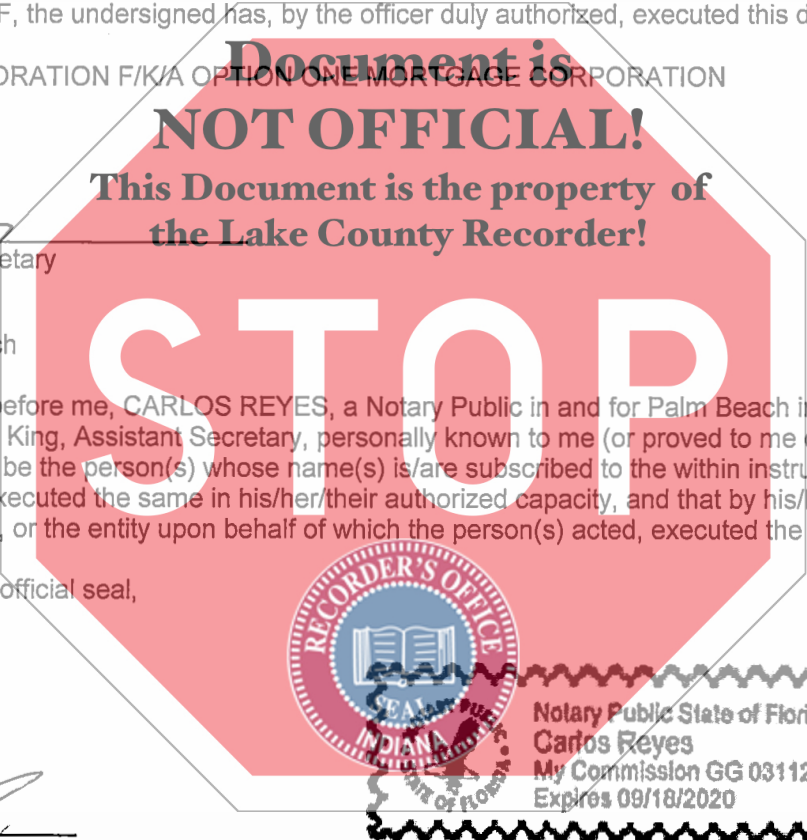 F, the undersigned has, by the officer duly authorized, executed this d
Document is
ORATION F/K/A OPTION ONE MORTGAGE CORPORATION
NOT OFFICIAL!
This Document is the property of
the Lake County Recorder!
etary
STOP
ch
before me, CARLOS REYES, a Notary Public in and for Palm Beach i
King, Assistant Secretary, personally known to me (or proved to me
be the person(s) whose name(s) is/are subscribed to the within instru
xecuted the same in his/her/their authorized capacity, and that by his/
, or the entity upon behalf of which the person(s) acted, executed the
official seal,
RECORDER'S OFFICE
SEAL
INDIANA
Notary Public State of Flori
Carlos Reyes
My Commission GG 03112
Expires 09/18/2020
STATE OF FLORIDA